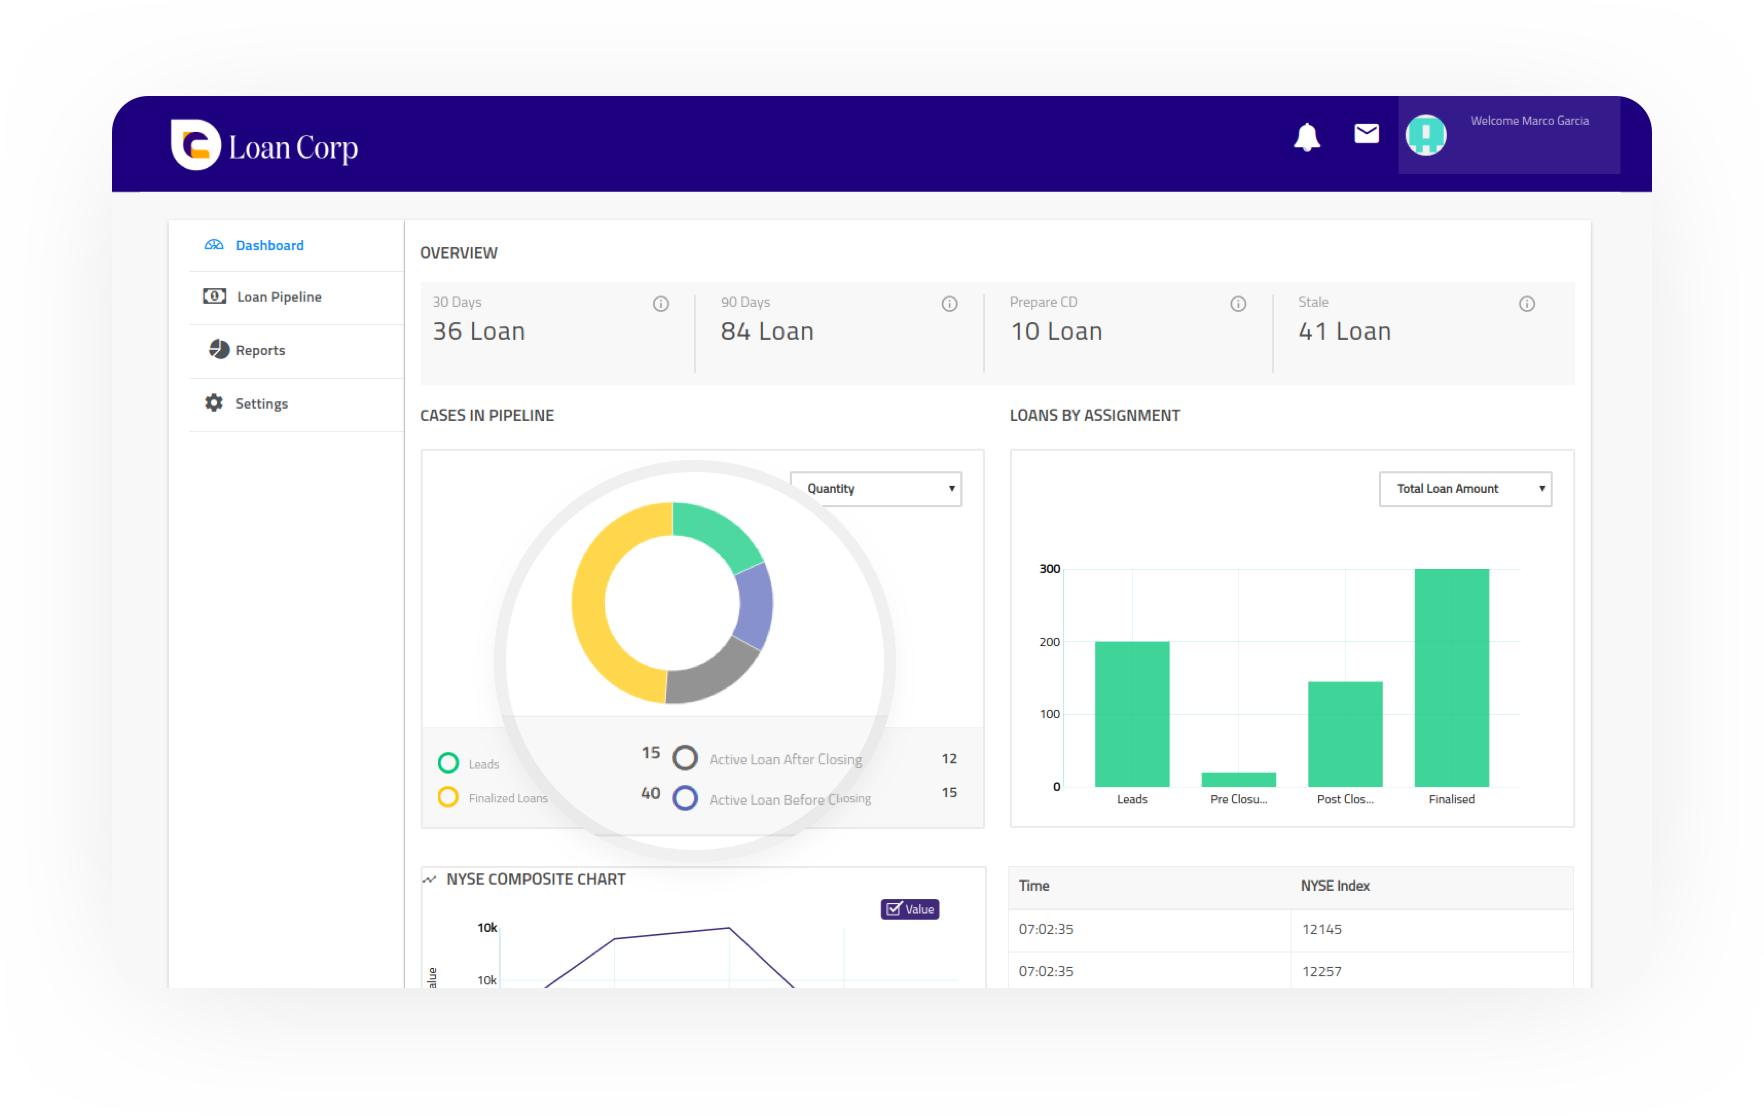 Loan Corp
Welcome Marco Garcia
Dashboard
Loan Pipeline
Reports
Settings
OVERVIEW
30 Days
36 Loan
90 Days
84 Loan
Prepare CD
10 Loan
Stale
41 Loan
CASES IN PIPELINE
Quantity
Leads
15
Active Loan After Closing
12
Finalized Loans
40
Active Loan Before Closing
15
LOANS BY ASSIGNMENT
Total Loan Amount
300
200
100
0
Leads
Pre Closu...
Post Clos...
Finalised
NYSE COMPOSITE CHART
Value
10k
10k
Time
NYSE Index
07:02:35
12145
07:02:35
12257